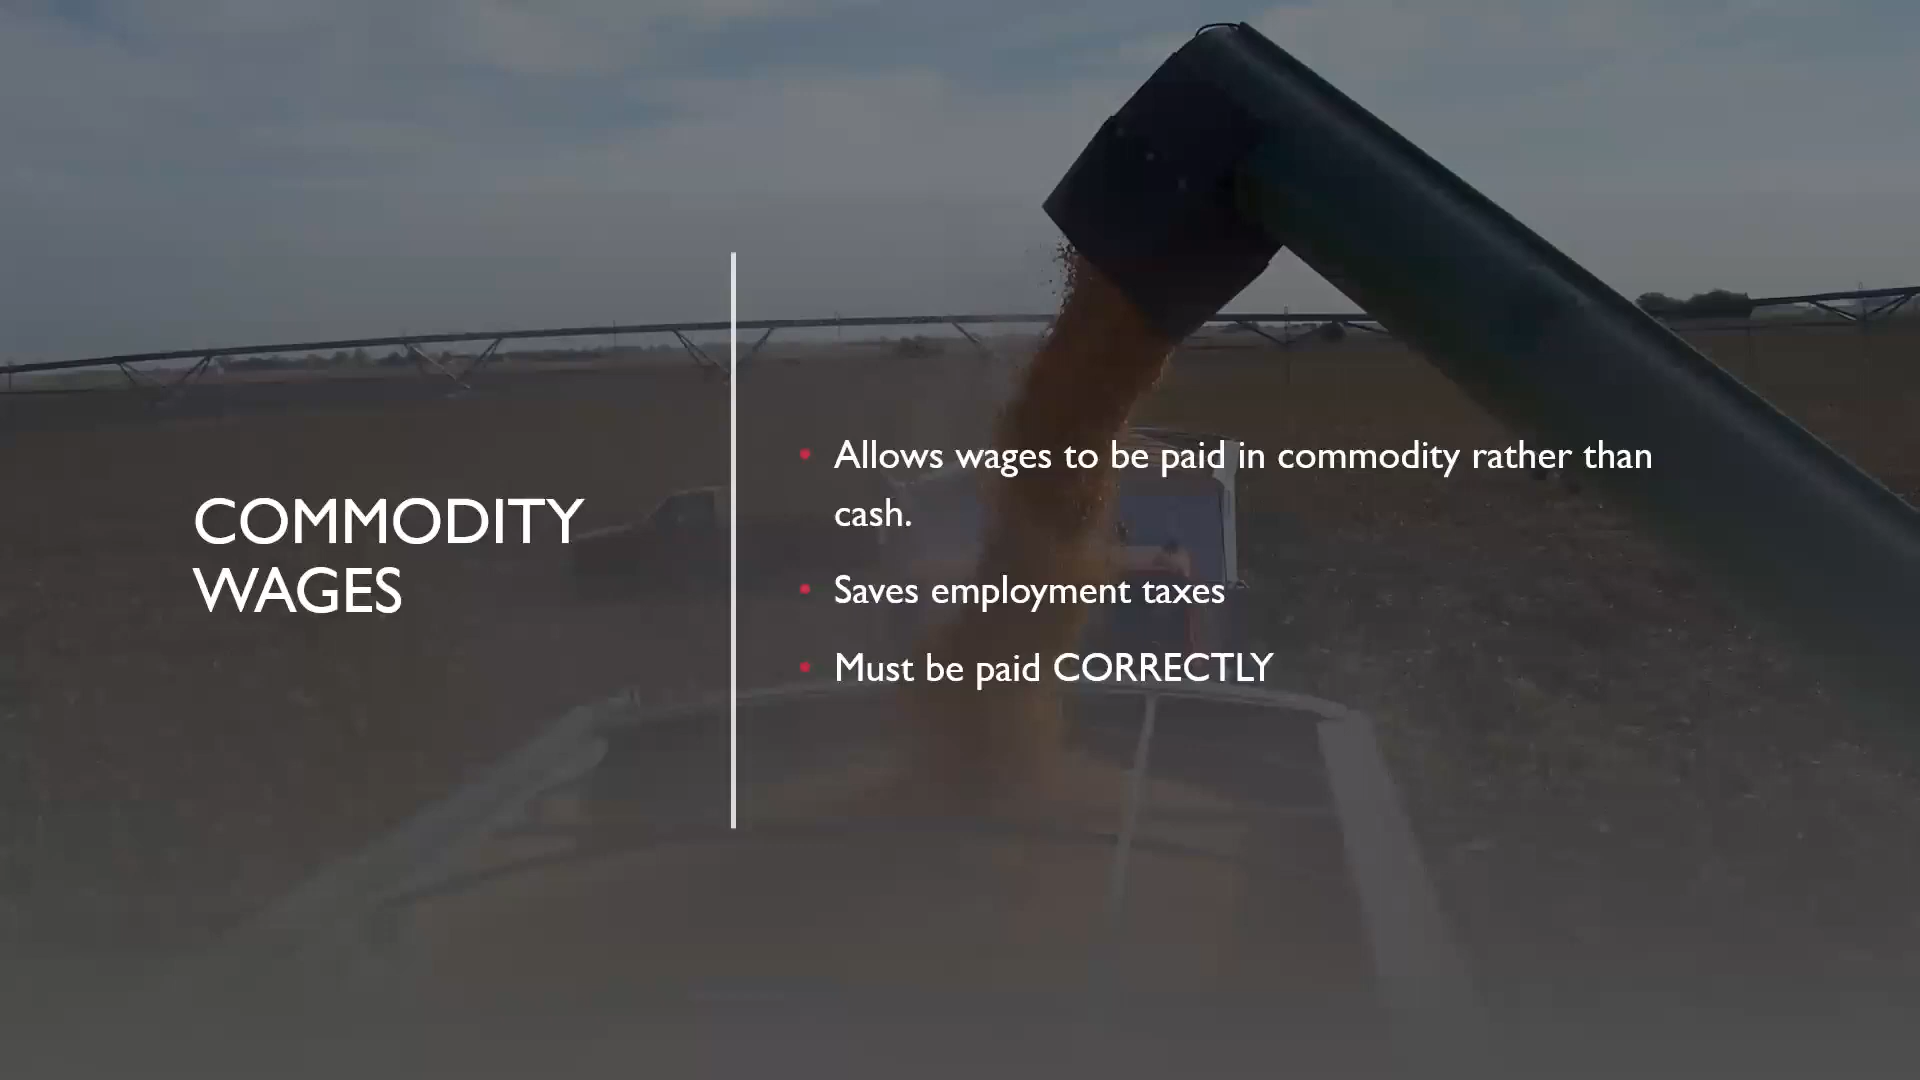 COMMODITY
WAGES
• Allows wages to be paid in commodity rather than
cash.
• Saves employment taxes
• Must be paid CORRECTLY